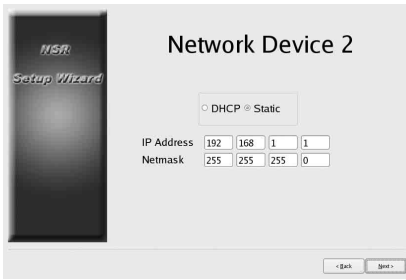 NSR
Setup Wizard
Network Device 2
DHCP Static
IP Address 192 168 1 1
Netmask 255 255 255 0
< Back Next >